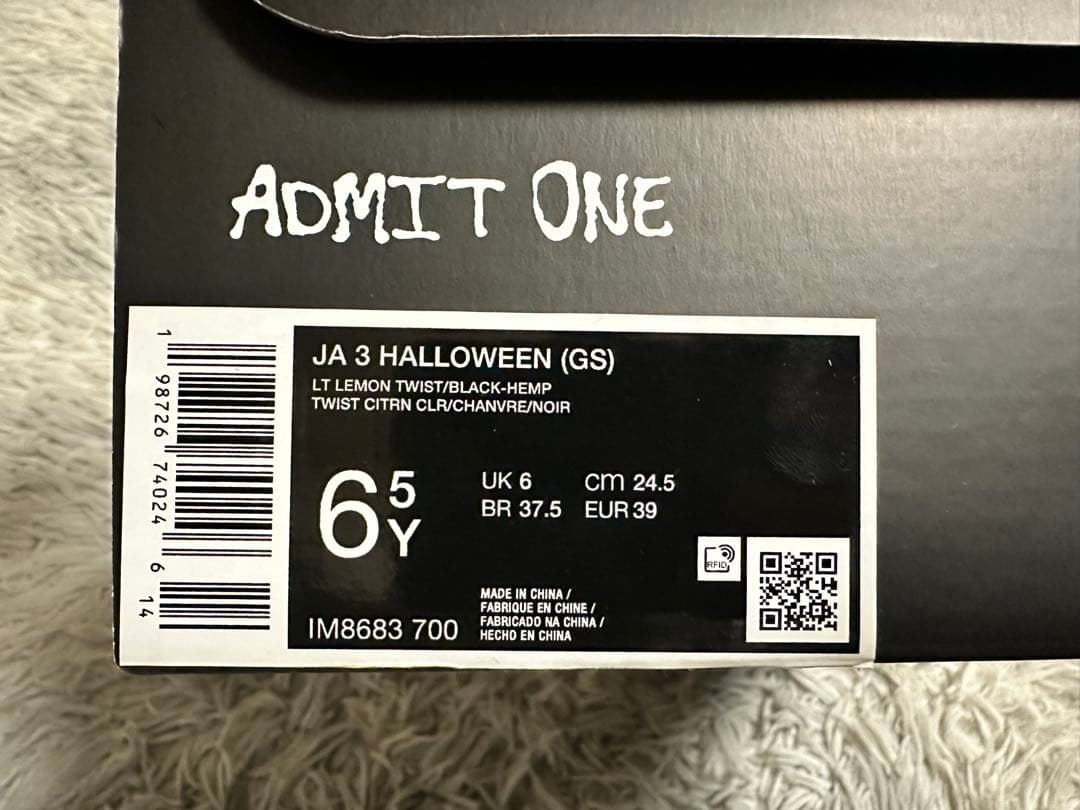 ADMIT ONE
JA 3 HALLOWEEN (GS)
LT LEMON TWIST/BLACK-HEMP
TWIST CITRN CLR/CHANVRE/NOIR
6 5 Y
UK 6 cm 24.5
BR 37.5 EUR 39
RFID
MADE IN CHINA /
FABRIQUE EN CHINE /
FABRICADO NA CHINA /
HECHO EN CHINA
IM8683 700
1 98726 74024 6 14